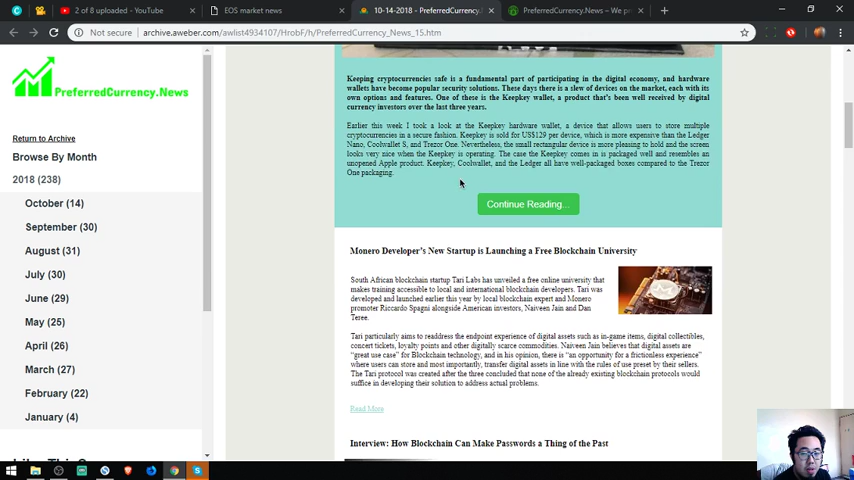 2 of 8 uploaded - YouTube
EOS market news
10-14-2018 - PreferredCurrency.
PreferredCurrency.News – We pro
Not secure
archive.aweber.com/awlist4934107/HrobF/h/PreferredCurrency_News_15.htm
PreferredCurrency.News
Return to Archive
Browse By Month
2018 (238)
October (14)
September (30)
August (31)
July (30)
June (29)
May (25)
April (26)
March (27)
February (22)
January (4)
Keeping cryptocurrencies safe is a fundamental part of participating in the digital economy, and hardware
wallets have become popular security solutions. These days there is a slew of devices on the market, each with its
own options and features. One of these is the Keepkey wallet, a product that's been well received by digital
currency investors over the last three years.
Earlier this week I took a look at the Keepkey hardware wallet, a device that allows users to store multiple
cryptocurrencies in a secure fashion. Keepkey is sold for US$129 per device, which is more expensive than the Ledger
Nano, Coolwallet S, and Trezor One. Nevertheless, the small rectangular device is more pleasing to hold and the screen
looks very nice when the Keepkey is operating. The case the Keepkey comes in is packaged well and resembles an
unopened Apple product. Keepkey, Coolwallet, and the Ledger all have well-packaged boxes compared to the Trezor
One packaging.
Continue Reading...
Monero Developer's New Startup is Launching a Free Blockchain University
South African blockchain startup Tari Labs has unveiled a free online university that
makes training accessible to local and international blockchain developers. Tari was
developed and launched earlier this year by local blockchain expert and Monero
promoter Riccardo Spagni alongside American investors, Naveen Jain and Dan
Teree.
Tari particularly aims to readdress the endpoint experience of digital assets such as in-game items, digital collectibles,
concert tickets, loyalty points and other digitally scarce commodities. Naveen Jain believes that digital assets are
"great use case" for Blockchain technology, and in his opinion, there is "an opportunity for a frictionless experience"
where users can store and most importantly, transfer digital assets in line with the rules of use preset by their sellers.
The Tari protocol was created after the three concluded that none of the already existing blockchain protocols would
suffice in developing their solution to address actual problems.
Read More
Interview: How Blockchain Can Make Passwords a Thing of the Past